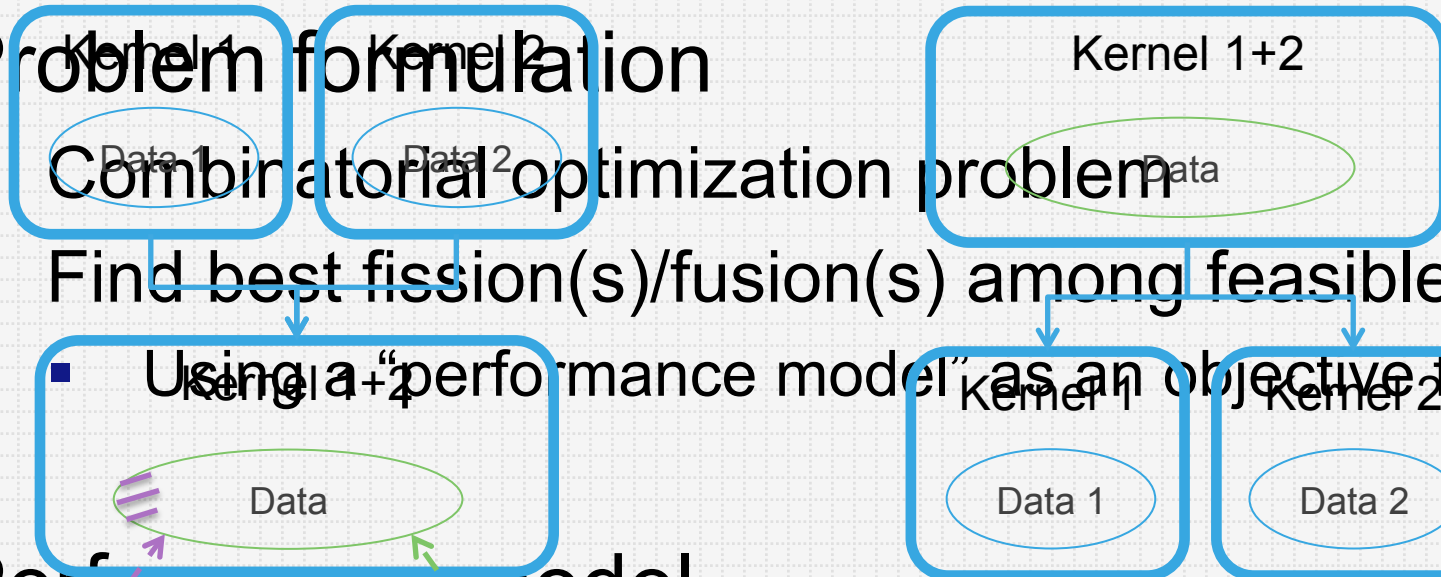 Problem formulation
Kernel 1
Kernel 2
Kernel 1+2
Data 1
Data 2
Data
Combinatorial optimization problem
Find best fission(s)/fusion(s) among feasible
Using a “performance model” as an objective
Kernel 1+2
Kernel 1
Kernel 2
Data
Data 1
Data 2